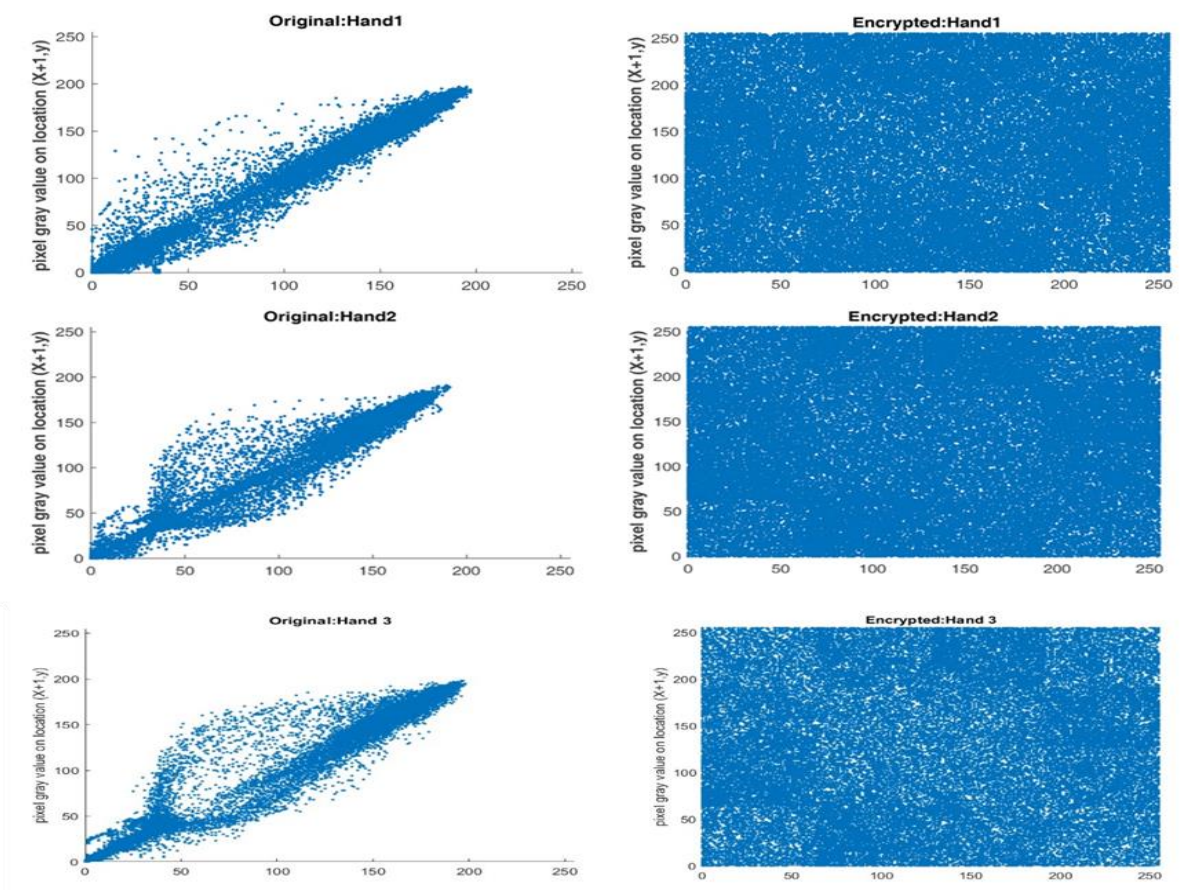 Original:Hand1
pixel gray value on location (X+1,y)
250
200
150
100
50
0
0 50 100 150 200 250
Encrypted:Hand1
pixel gray value on location (X+1,y)
250
200
150
100
50
0
0 50 100 150 200 250
Original:Hand2
pixel gray value on location (X+1,y)
250
200
150
100
50
0
0 50 100 150 200 250
Encrypted:Hand2
pixel gray value on location (X+1,y)
250
200
150
100
50
0
0 50 100 150 200 250
Original:Hand 3
pixel gray value on location (X+1,y)
250
200
150
100
50
0
0 50 100 150 200 250
Encrypted:Hand 3
pixel gray value on location (X+1,y)
250
200
150
100
50
0
0 50 100 150 200 250